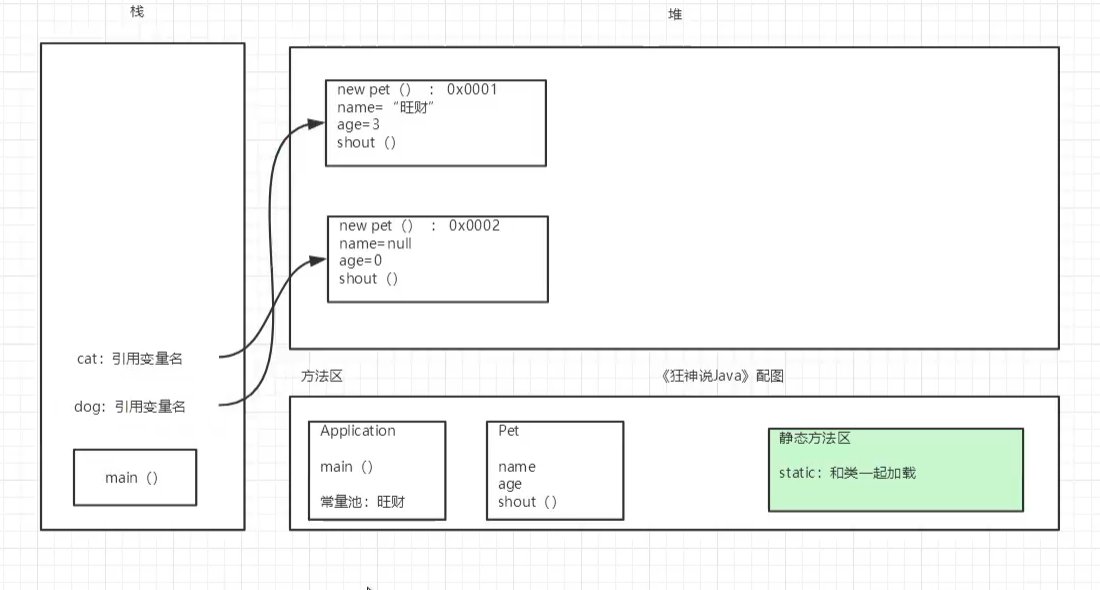 栈
堆
new pet（） ： 0x0001
name= “旺财”
age=3
shout（）
new pet（） ： 0x0002
name=null
age=0
shout（）
cat：引用变量名
dog：引用变量名
main（）
方法区
《狂神说Java》配图
Application
main（）
常量池：旺财
Pet
name
age
shout（）
静态方法区
static：和类一起加载